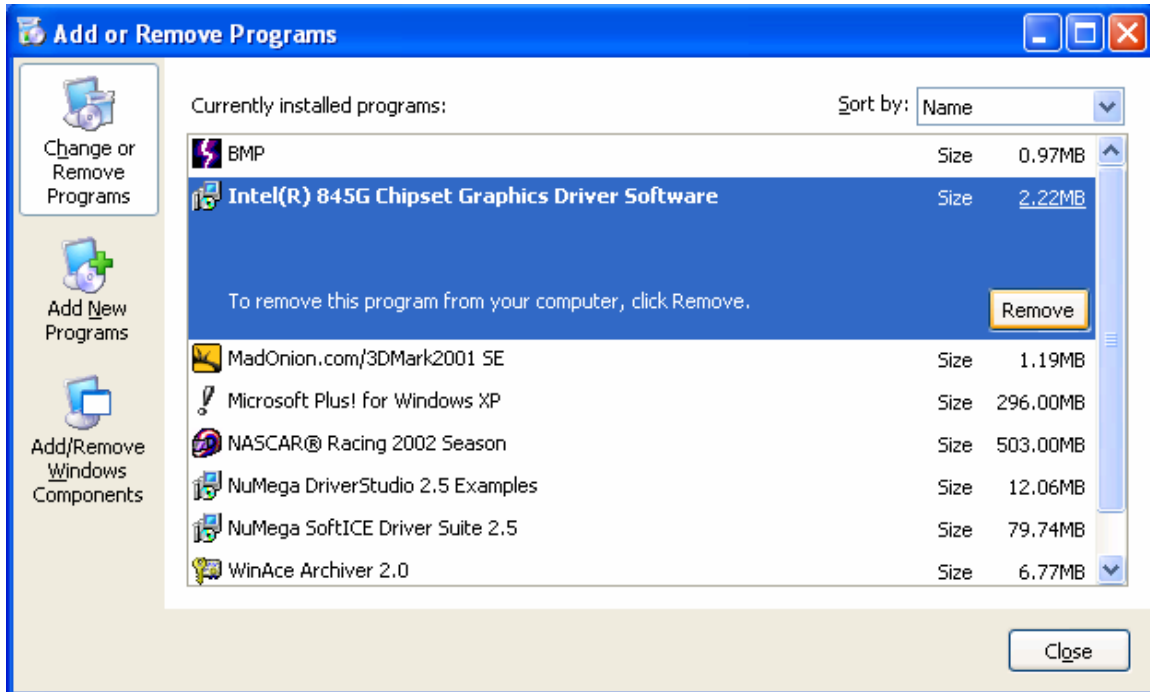 Add or Remove Programs
Change or
Remove
Programs
Add New
Programs
Add/Remove
Windows
Components
Currently installed programs:
Sort by: Name
BMP Size 0.97MB
Intel(R) 845G Chipset Graphics Driver Software Size 2.22MB
To remove this program from your computer, click Remove.
Remove
MadOnion.com/3DMark2001 SE Size 1.19MB
Microsoft Plus! for Windows XP Size 296.00MB
NASCAR® Racing 2002 Season Size 503.00MB
NuMega DriverStudio 2.5 Examples Size 12.06MB
NuMega SoftICE Driver Suite 2.5 Size 79.74MB
WinAce Archiver 2.0 Size 6.77MB
Close